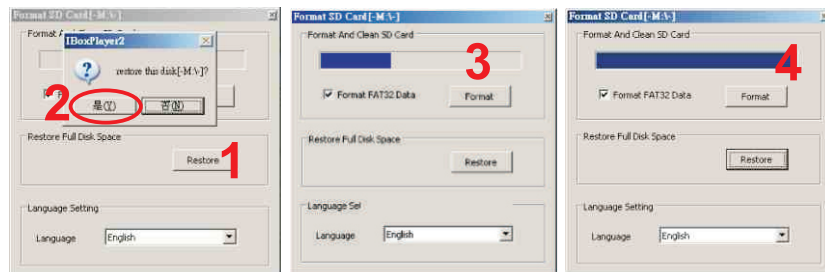 Format SD Card[-M:\-]
IBoxPlayer2
restore this disk[-M:\-]?
2
是(Y)
否(N)
Restore Full Disk Space
Restore
1
Language Setting
Language
English
Format SD Card[-M:\-]
Format And Clean SD Card
3
Format FAT32 Data
Format
Restore Full Disk Space
Restore
Language Set
Language
English
Format SD Card[-M:\-]
Format And Clean SD Card
4
Format FAT32 Data
Format
Restore Full Disk Space
Restore
Language Setting
Language
English